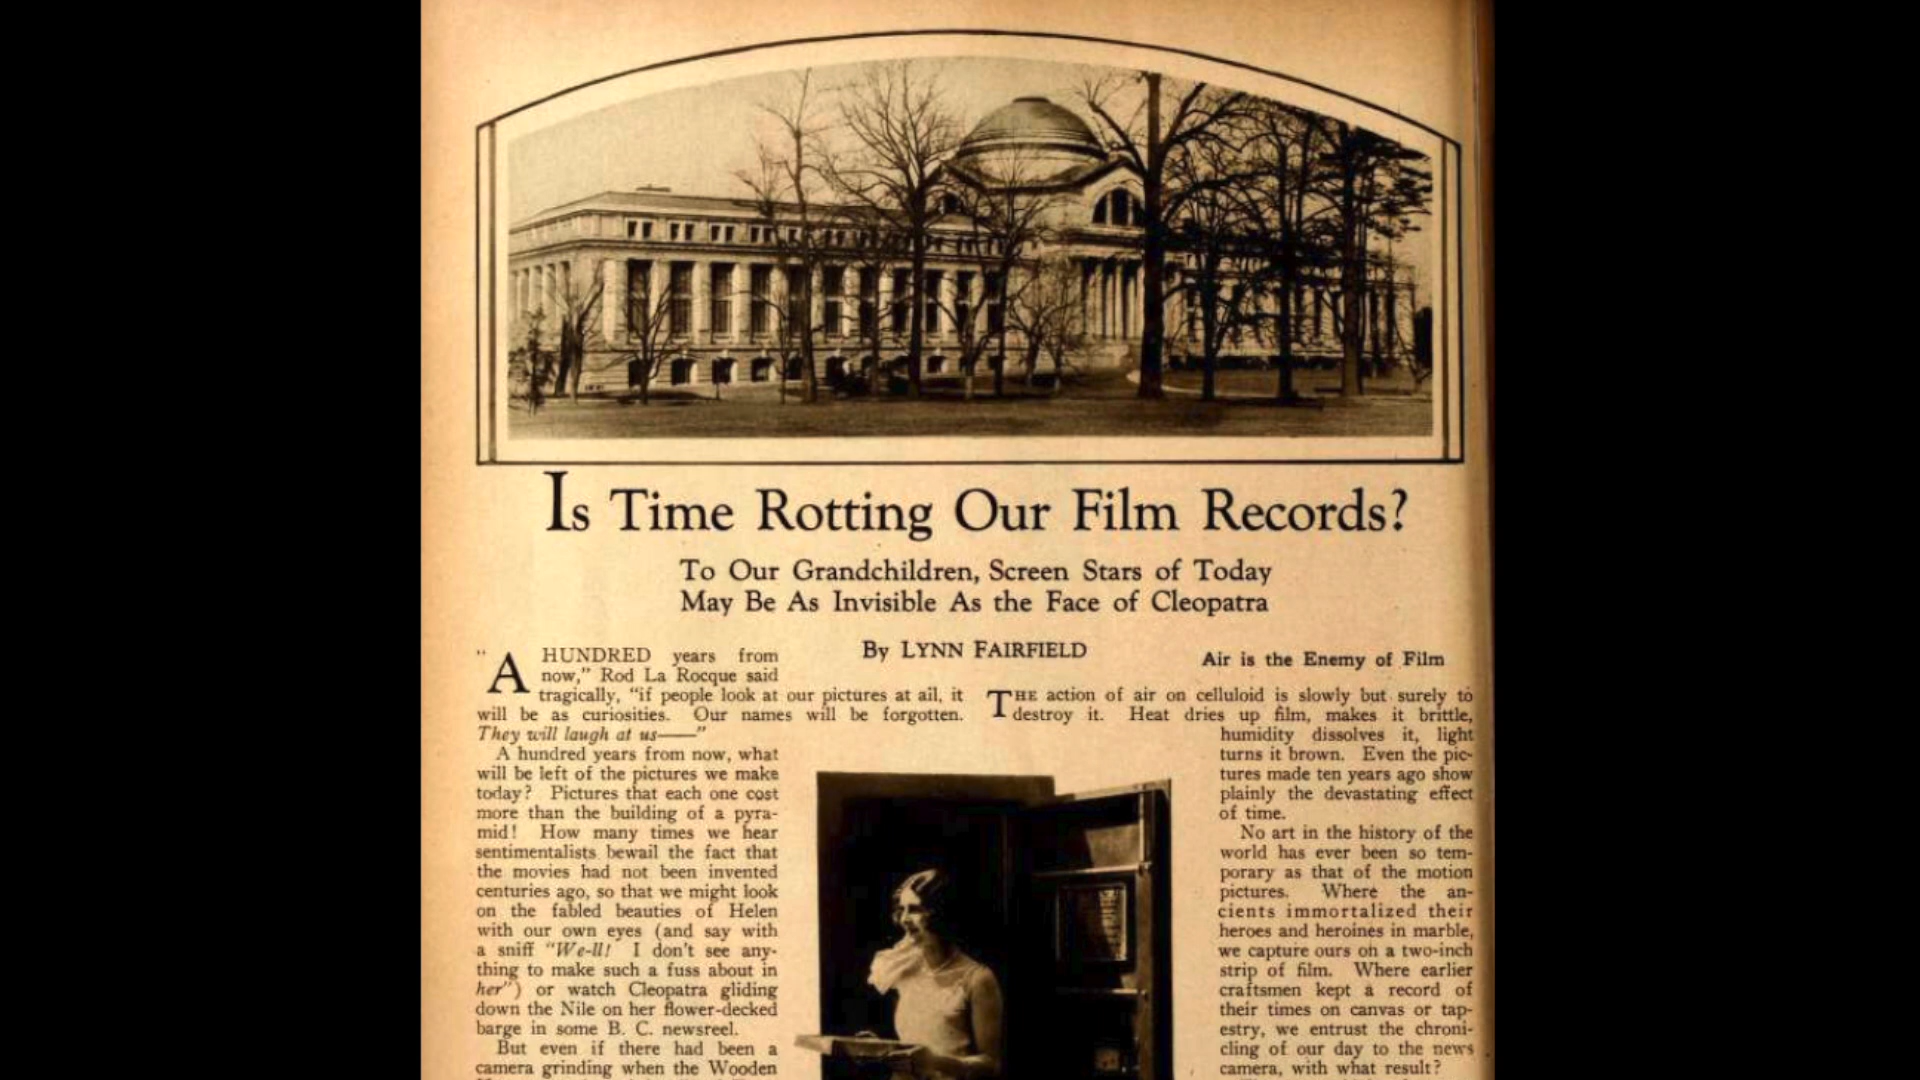 Is Time Rotting Our Film Records?
To Our Grandchildren, Screen Stars of Today
May Be As Invisible As the Face of Cleopatra
By LYNN FAIRFIELD
"A HUNDRED years from
now," Rod La Rocque said
tragically, "if people look at our pictures at all, it
will be as curiosities. Our names will be forgotten.
They will laugh at us——"
A hundred years from now, what
will be left of the pictures we make
today? Pictures that each one cost
more than the building of a pyra-
mid! How many times we hear
sentimentalists bewail the fact that
the movies had not been invented
centuries ago, so that we might look
on the fabled beauties of Helen
with our own eyes (and say with
a sniff "We-ll! I don't see any-
thing to make such a fuss about in
her") or watch Cleopatra gliding
down the Nile on her flower-decked
barge in some B. C. newsreel.
But even if there had been a
camera grinding when the Wooden
Air is the Enemy of Film
THE action of air on celluloid is slowly but surely to
destroy it. Heat dries up film, makes it brittle,
humidity dissolves it, light
turns it brown. Even the pic-
tures made ten years ago show
plainly the devastating effect
of time.
No art in the history of the
world has ever been so tem-
porary as that of the motion
pictures. Where the an-
cients immortalized their
heroes and heroines in marble,
we capture ours on a two-inch
strip of film. Where earlier
craftsmen kept a record of
their times on canvas or tap-
estry, we entrust the chroni-
cling of our day to the news
camera, with what result?